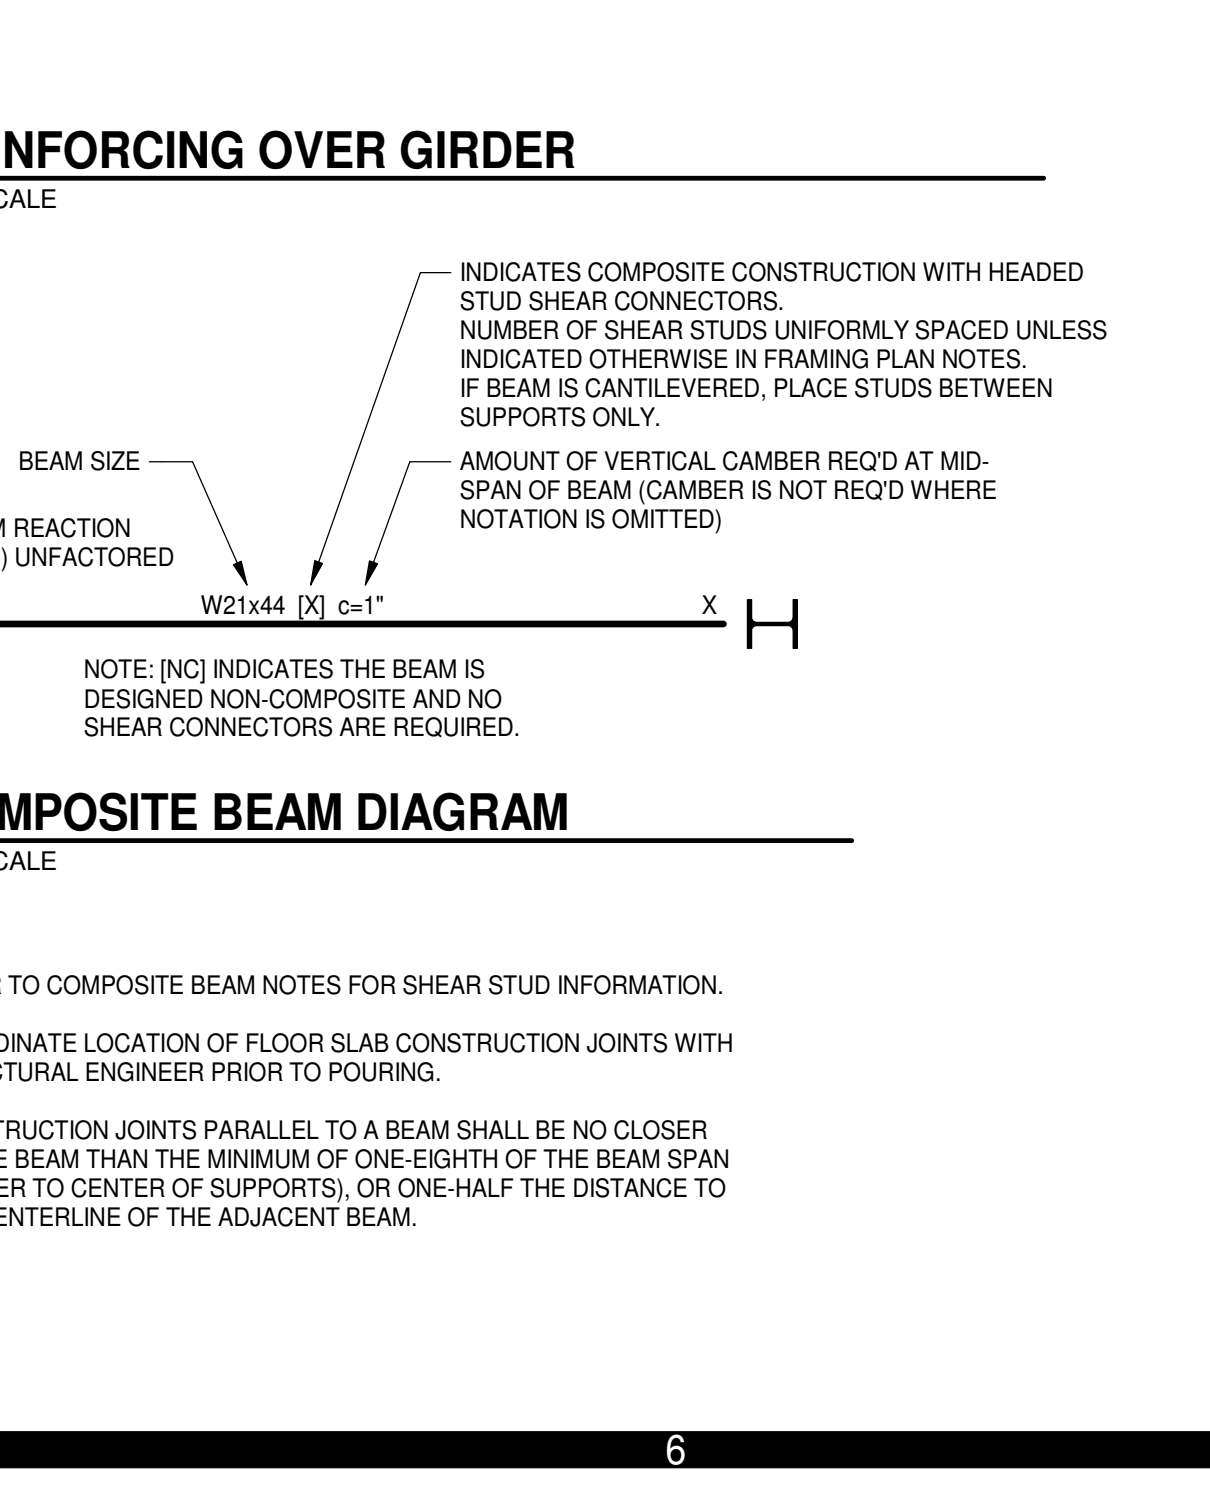 NFORCING OVER GIRDER
CALE
INDICATES COMPOSITE CONSTRUCTION WITH HEADED
STUD SHEAR CONNECTORS.
NUMBER OF SHEAR STUDS UNIFORMLY SPACED UNLESS
INDICATED OTHERWISE IN FRAMING PLAN NOTES.
IF BEAM IS CANTILEVERED, PLACE STUDS BETWEEN
SUPPORTS ONLY.
BEAM SIZE
AMOUNT OF VERTICAL CAMBER REQ'D AT MID-
SPAN OF BEAM (CAMBER IS NOT REQ'D WHERE
NOTATION IS OMITTED)
M REACTION
) UNFACTORED
W21x44 [X] c=1" X
NOTE: [NC] INDICATES THE BEAM IS
DESIGNED NON-COMPOSITE AND NO
SHEAR CONNECTORS ARE REQUIRED.
MPOSITE BEAM DIAGRAM
CALE
R TO COMPOSITE BEAM NOTES FOR SHEAR STUD INFORMATION.
DINATE LOCATION OF FLOOR SLAB CONSTRUCTION JOINTS WITH
CTURAL ENGINEER PRIOR TO POURING.
TRUCTION JOINTS PARALLEL TO A BEAM SHALL BE NO CLOSER
E BEAM THAN THE MINIMUM OF ONE-EIGHTH OF THE BEAM SPAN
ER TO CENTER OF SUPPORTS), OR ONE-HALF THE DISTANCE TO
ENTERLINE OF THE ADJACENT BEAM.
6